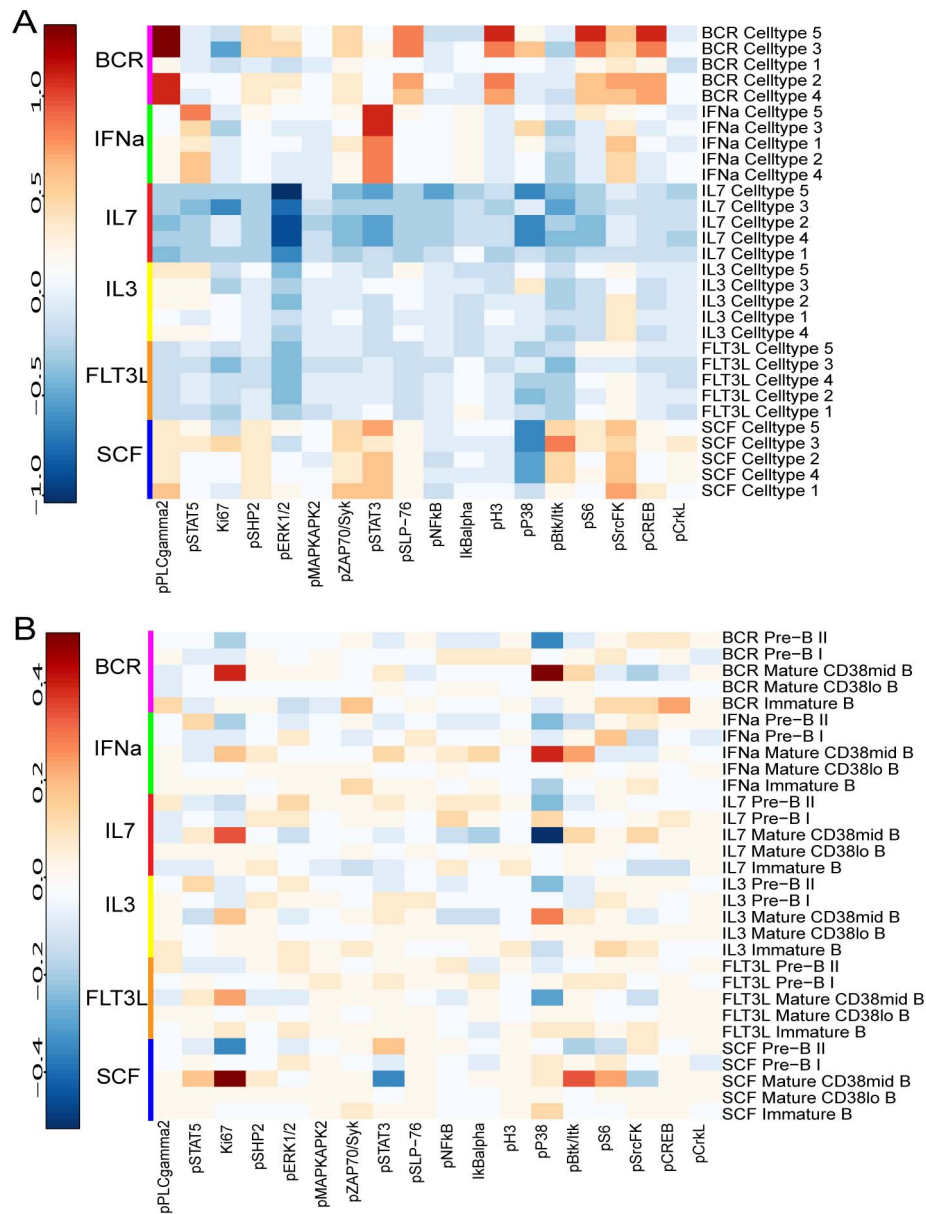 A
1.0
0.5
0.0
−0.5
−1.0
BCR
IFNa
IL7
IL3
FLT3L
SCF
BCR Celltype 5
BCR Celltype 3
BCR Celltype 1
BCR Celltype 2
BCR Celltype 4
IFNa Celltype 5
IFNa Celltype 3
IFNa Celltype 1
IFNa Celltype 2
IFNa Celltype 4
IL7 Celltype 5
IL7 Celltype 3
IL7 Celltype 2
IL7 Celltype 4
IL7 Celltype 1
IL3 Celltype 5
IL3 Celltype 3
IL3 Celltype 2
IL3 Celltype 1
IL3 Celltype 4
FLT3L Celltype 5
FLT3L Celltype 3
FLT3L Celltype 4
FLT3L Celltype 2
FLT3L Celltype 1
SCF Celltype 5
SCF Celltype 3
SCF Celltype 2
SCF Celltype 4
SCF Celltype 1
pPLCgamma2
pSTAT5
Ki67
pSHP2
pERK1/2
pMAPKAPK2
pZAP70/Syk
pSTAT3
pSLP−76
pNFkB
IkBalpha
pH3
pP38
pBtk/Itk
pS6
pSrcFK
pCREB
pCrkL
B
0.4
0.2
0.0
−0.2
−0.4
BCR
IFNa
IL7
IL3
FLT3L
SCF
BCR Pre−B II
BCR Pre−B I
BCR Mature CD38mid B
BCR Mature CD38lo B
BCR Immature B
IFNa Pre−B II
IFNa Pre−B I
IFNa Mature CD38mid B
IFNa Mature CD38lo B
IFNa Immature B
IL7 Pre−B II
IL7 Pre−B I
IL7 Mature CD38mid B
IL7 Mature CD38lo B
IL7 Immature B
IL3 Pre−B II
IL3 Pre−B I
IL3 Mature CD38mid B
IL3 Mature CD38lo B
IL3 Immature B
FLT3L Pre−B II
FLT3L Pre−B I
FLT3L Mature CD38mid B
FLT3L Mature CD38lo B
FLT3L Immature B
SCF Pre−B II
SCF Pre−B I
SCF Mature CD38mid B
SCF Mature CD38lo B
SCF Immature B
pPLCgamma2
pSTAT5
Ki67
pSHP2
pERK1/2
pMAPKAPK2
pZAP70/Syk
pSTAT3
pSLP−76
pNFkB
IkBalpha
pH3
pP38
pBtk/Itk
pS6
pSrcFK
pCREB
pCrkL